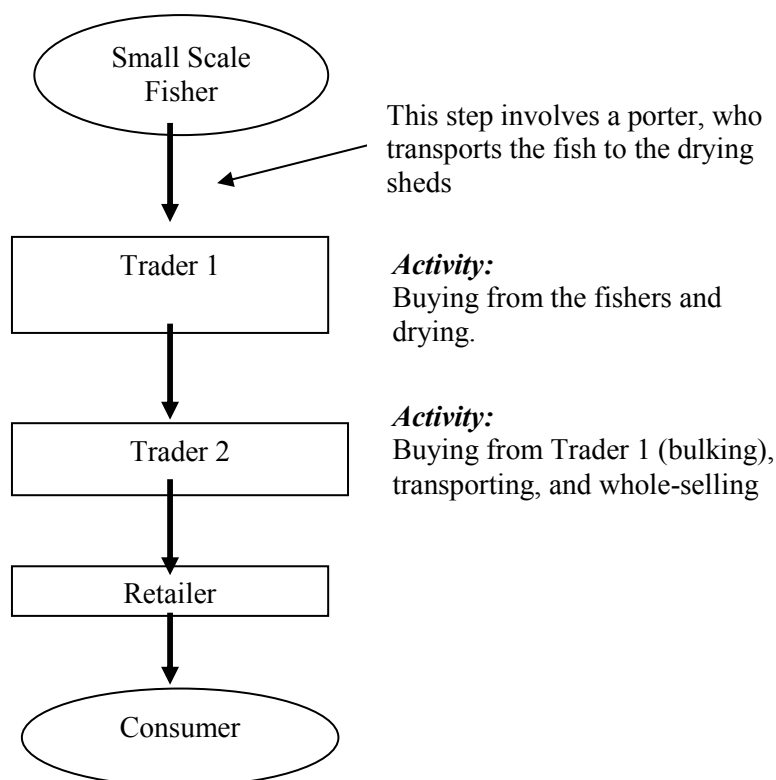 Small Scale
Fisher
This step involves a porter, who
transports the fish to the drying
sheds
Trader 1
Activity:
Buying from the fishers and
drying.
Trader 2
Activity:
Buying from Trader 1 (bulking),
transporting, and whole-selling
Retailer
Consumer